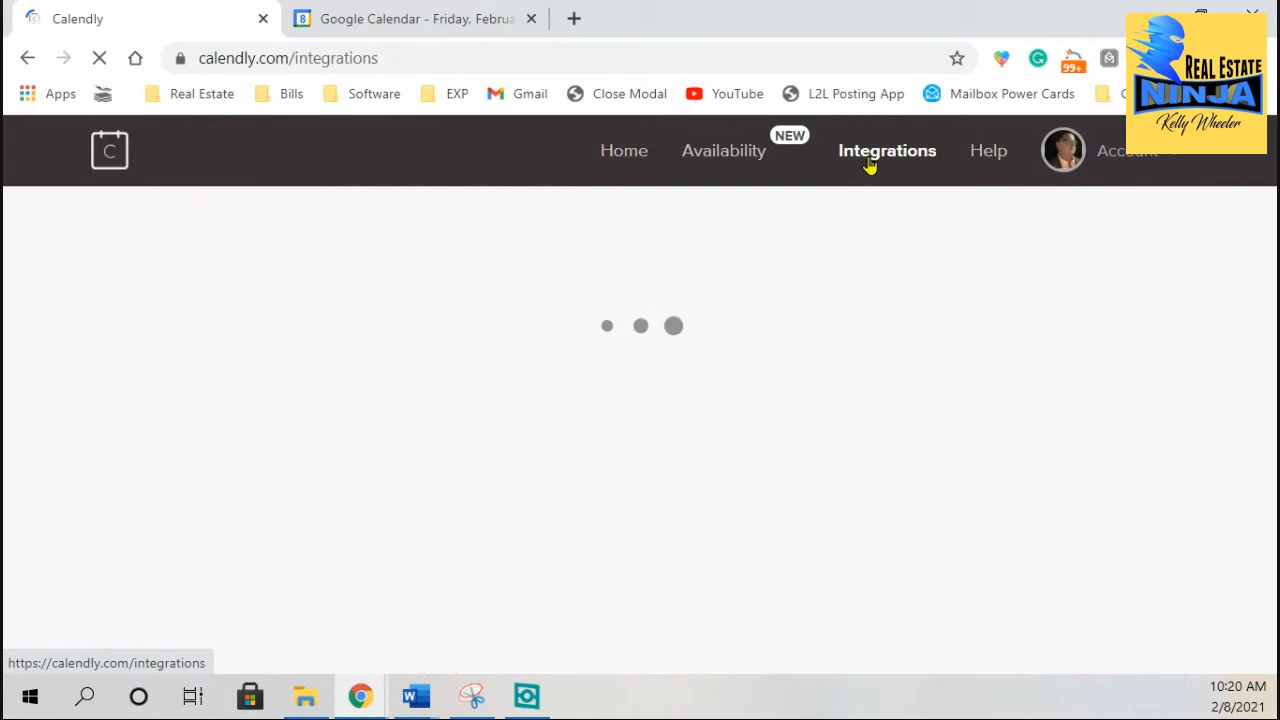 Calendly
Google Calendar - Friday, Februa
calendly.com/integrations
99+
Apps
Real Estate
Bills
Software
EXP
Gmail
Close Modal
YouTube
L2L Posting App
Mailbox Power Cards
REAL ESTATE
NINJA
Kelly Wheeler
C
Home
Availability
NEW
Integrations
Help
Account
https://calendly.com/integrations
10:20 AM
2/8/2021